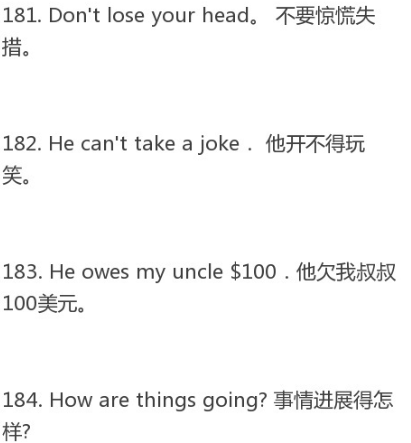 181. Don't lose your head。 不要惊慌失
措。
182. He can't take a joke． 他开不得玩
笑。
183. He owes my uncle $100．他欠我叔叔
100美元。
184. How are things going? 事情进展得怎
样?